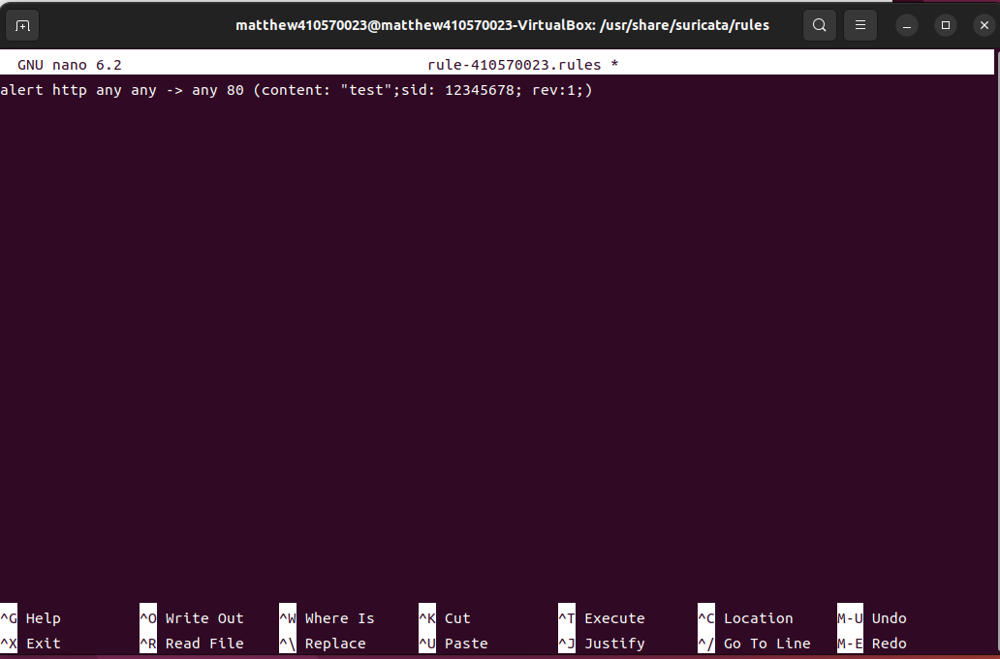 matthew410570023@matthew410570023-VirtualBox: /usr/share/suricata/rules
GNU nano 6.2 rule-410570023.rules *
alert http any any -> any 80 (content: "test";sid: 12345678; rev:1;)
^G Help ^O Write Out ^W Where Is ^K Cut ^T Execute ^C Location M-U Undo
^X Exit ^R Read File ^\ Replace ^U Paste ^J Justify ^/ Go To Line M-E Redo